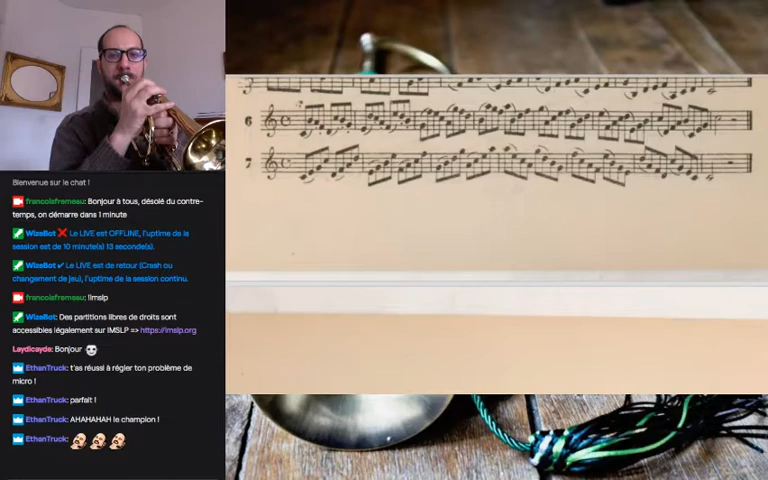 Bienvenue sur le chat !
francoisfremeau: Bonjour à tous, désolé du contre-
temps, on démarre dans 1 minute
WizeBot ❌ Le LIVE est OFFLINE, l'uptime de la
session est de 10 minute(s) 13 seconde(s).
WizeBot ✔ Le LIVE est de retour (Crash ou
changement de jeu), l'uptime de la session continu.
francoisfremeau: !imslp
WizeBot: Des partitions libres de droits sont
accessibles légalement sur IMSLP => https://imslp.org
Laydicayde: Bonjour
EthanTruck: t'as réussi à régler ton problème de
micro !
EthanTruck: parfait !
EthanTruck: AHAHAHAH le champion !
EthanTruck:
6
7